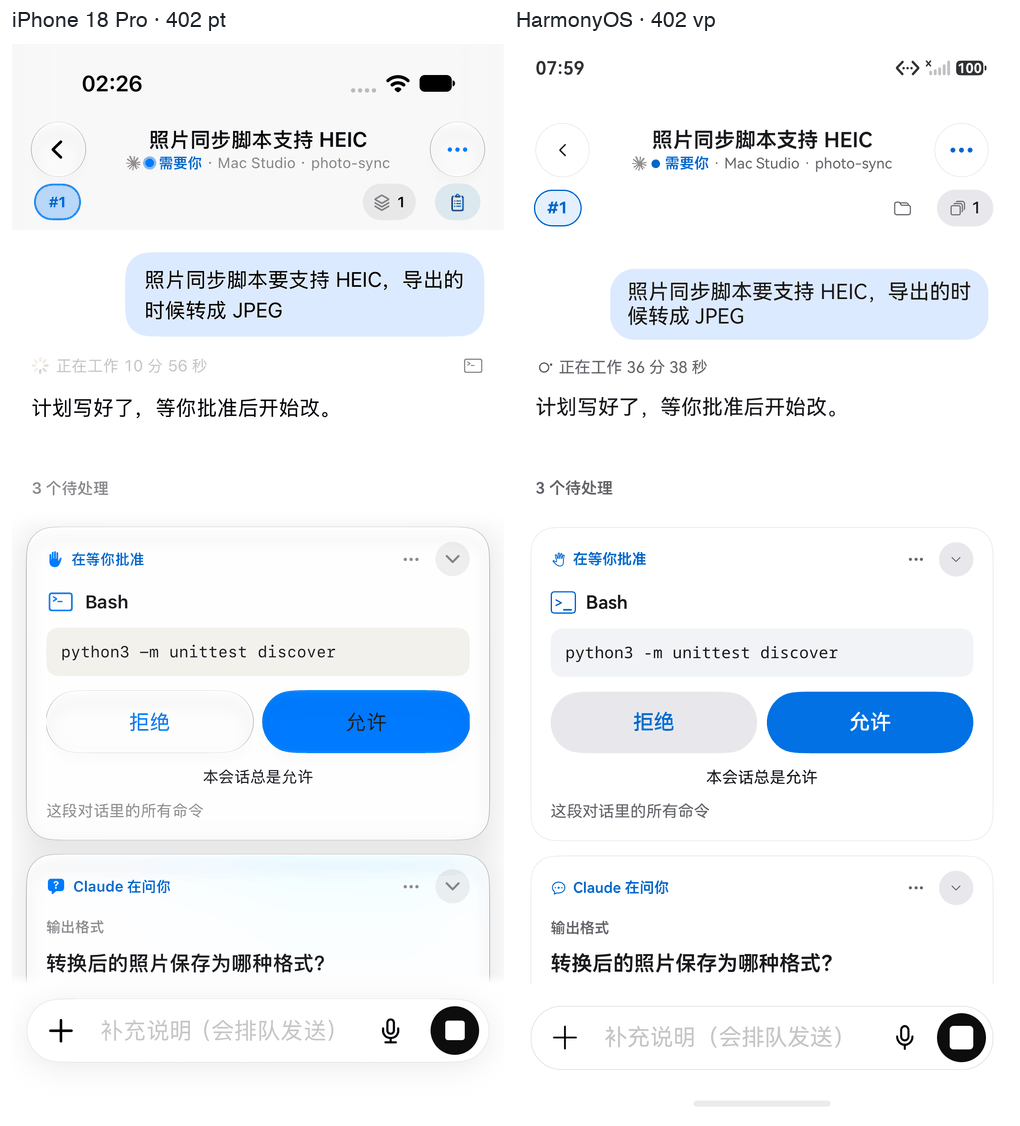 iPhone 18 Pro · 402 pt
02:26
照片同步脚本支持 HEIC
需要你 · Mac Studio · photo-sync
#1
1
照片同步脚本要支持 HEIC，导出的
时候转成 JPEG
正在工作 10 分 56 秒
计划写好了，等你批准后开始改。
3 个待处理
在等你批准
Bash
python3 -m unittest discover
拒绝
允许
本会话总是允许
这段对话里的所有命令
Claude 在问你
输出格式
转换后的照片保存为哪种格式？
补充说明（会排队发送）
HarmonyOS · 402 vp
07:59
100
照片同步脚本支持 HEIC
需要你 · Mac Studio · photo-sync
#1
1
照片同步脚本要支持 HEIC，导出的时
候转成 JPEG
正在工作 36 分 38 秒
计划写好了，等你批准后开始改。
3 个待处理
在等你批准
Bash
python3 -m unittest discover
拒绝
允许
本会话总是允许
这段对话里的所有命令
Claude 在问你
输出格式
转换后的照片保存为哪种格式？
补充说明（会排队发送）